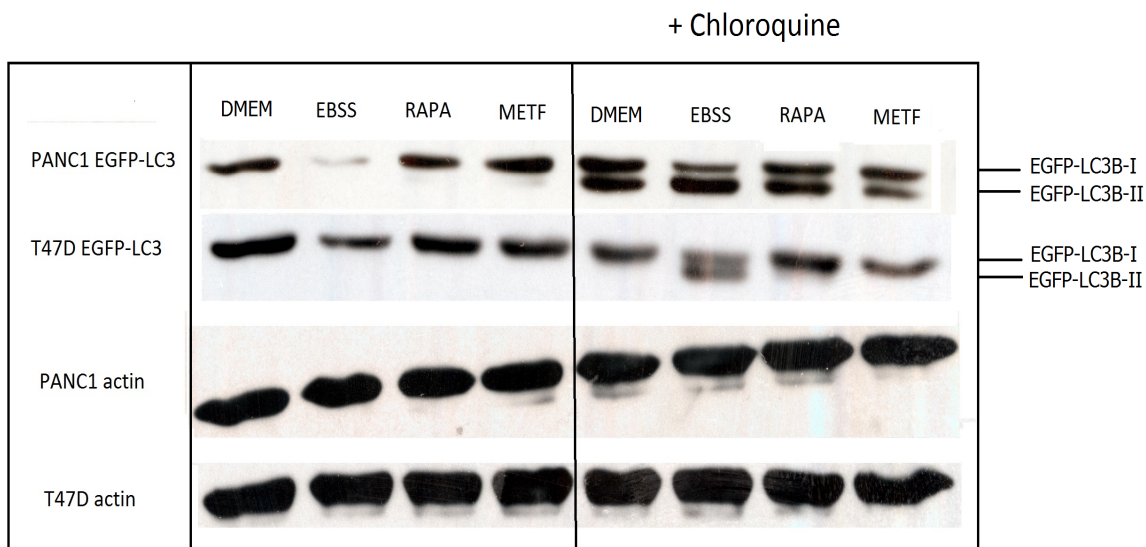 + Chloroquine
DMEM EBSS RAPA METF DMEM EBSS RAPA METF
PANC1 EGFP-LC3
EGFP-LC3B-I
EGFP-LC3B-II
T47D EGFP-LC3
EGFP-LC3B-I
EGFP-LC3B-II
PANC1 actin
T47D actin